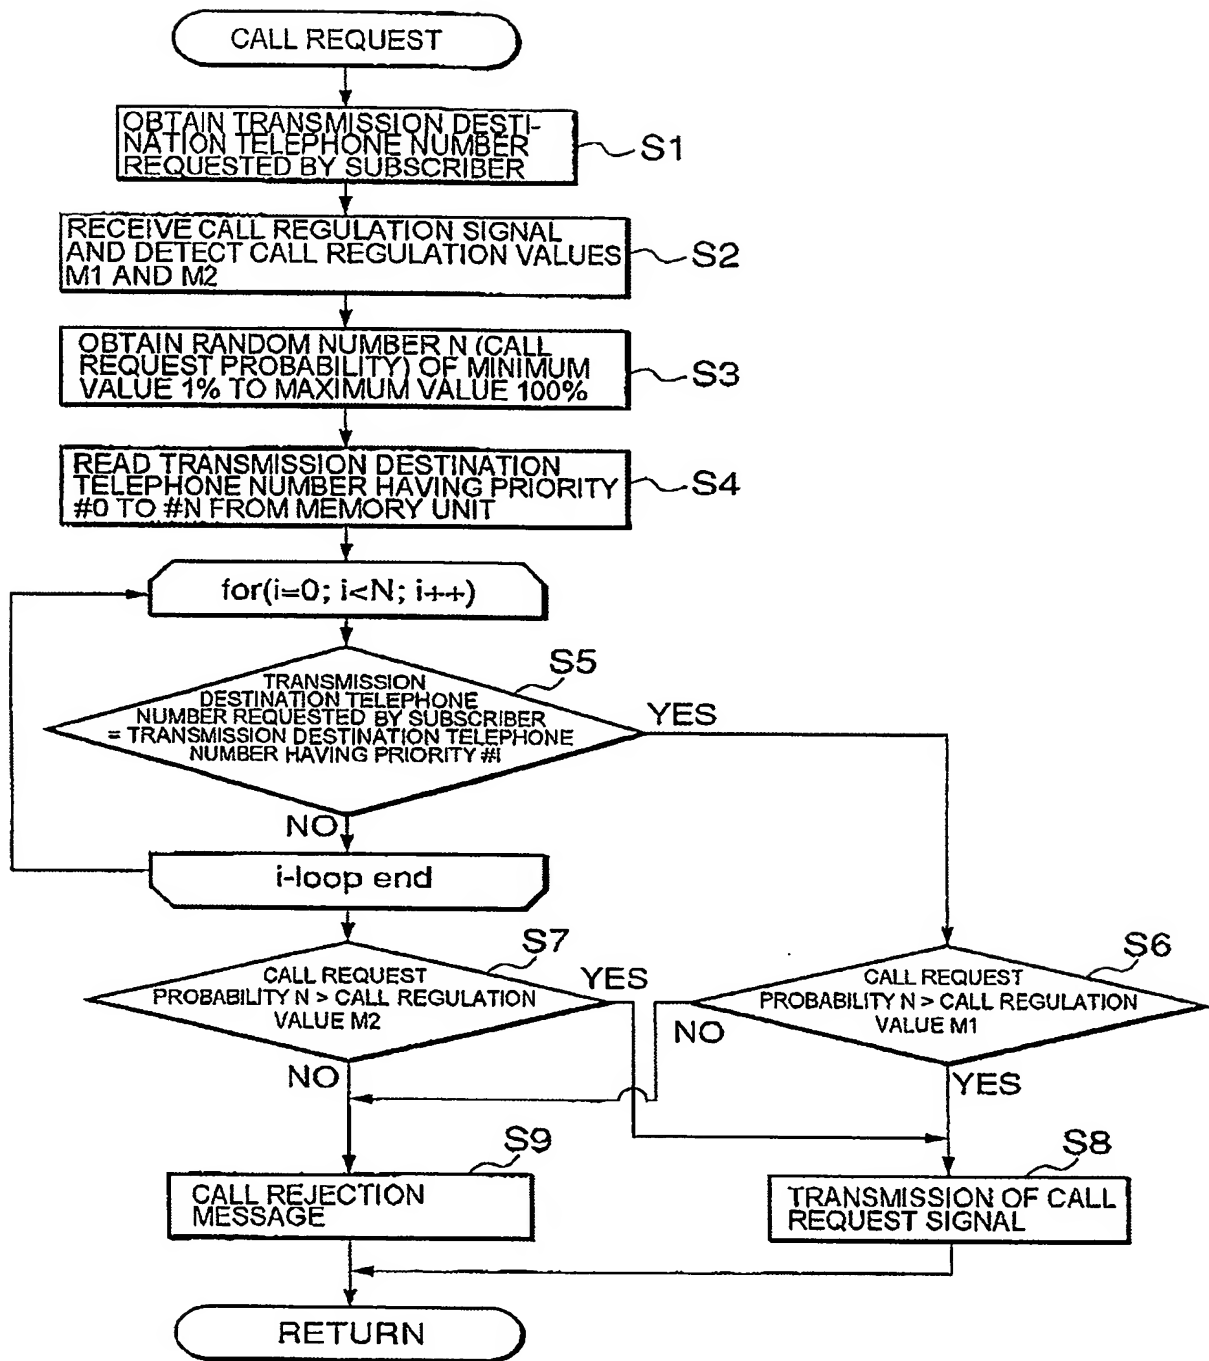 CALL REQUEST
OBTAIN TRANSMISSION DESTI-
NATION TELEPHONE NUMBER
REQUESTED BY SUBSCRIBER
S1
RECEIVE CALL REGULATION SIGNAL
AND DETECT CALL REGULATION VALUES
M1 AND M2
S2
OBTAIN RANDOM NUMBER N (CALL
REQUEST PROBABILITY) OF MINIMUM
VALUE 1% TO MAXIMUM VALUE 100%
S3
READ TRANSMISSION DESTINATION
TELEPHONE NUMBER HAVING PRIORITY
#0 TO #N FROM MEMORY UNIT
S4
for(i=0; i<N; i++)
S5
TRANSMISSION
DESTINATION TELEPHONE
NUMBER REQUESTED BY SUBSCRIBER
= TRANSMISSION DESTINATION TELEPHONE
NUMBER HAVING PRIORITY #I
YES
NO
i-loop end
S7
CALL REQUEST
PROBABILITY N > CALL REGULATION
VALUE M2
YES
NO
S6
CALL REQUEST
PROBABILITY N > CALL REGULATION
VALUE M1
NO
YES
S9
CALL REJECTION
MESSAGE
S8
TRANSMISSION OF CALL
REQUEST SIGNAL
RETURN